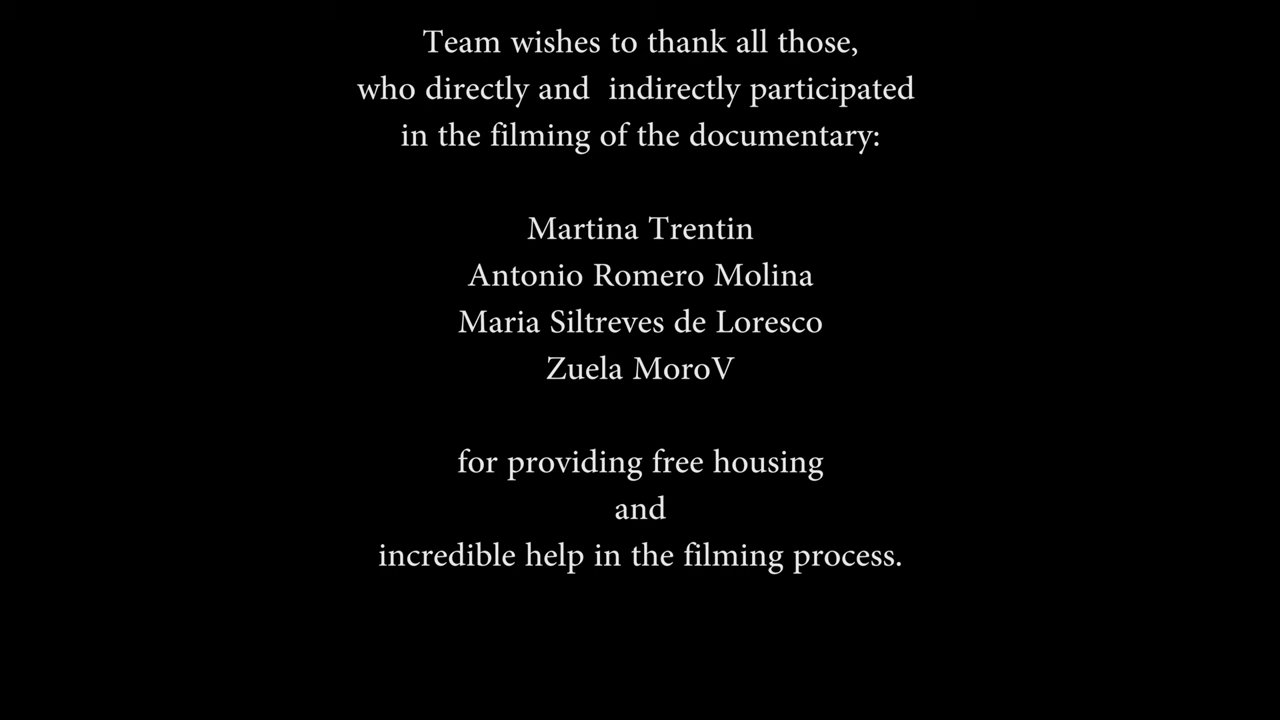 Team wishes to thank all those,
who directly and  indirectly participated
in the filming of the documentary:
Martina Trentin
Antonio Romero Molina
Maria Siltreves de Loresco
Zuela MoroV
for providing free housing
and
incredible help in the filming process.